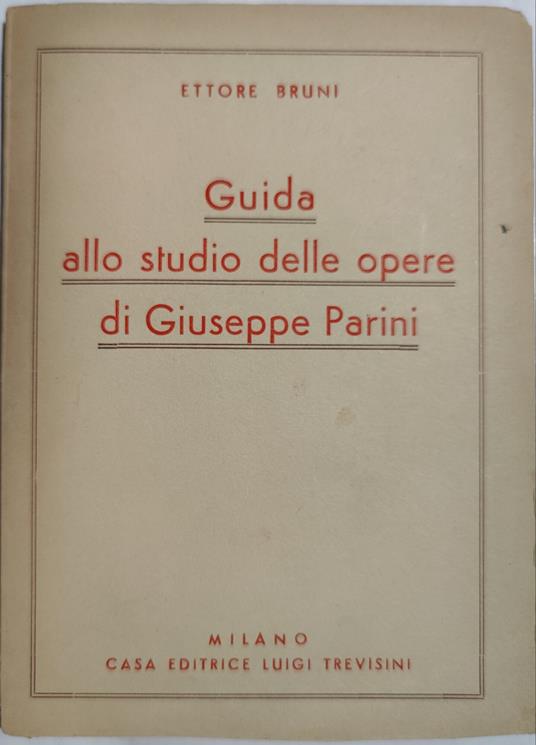 ETTORE BRUNI
Guida
allo studio delle opere
di Giuseppe Parini
MILANO
CASA EDITRICE LUIGI TREVISINI